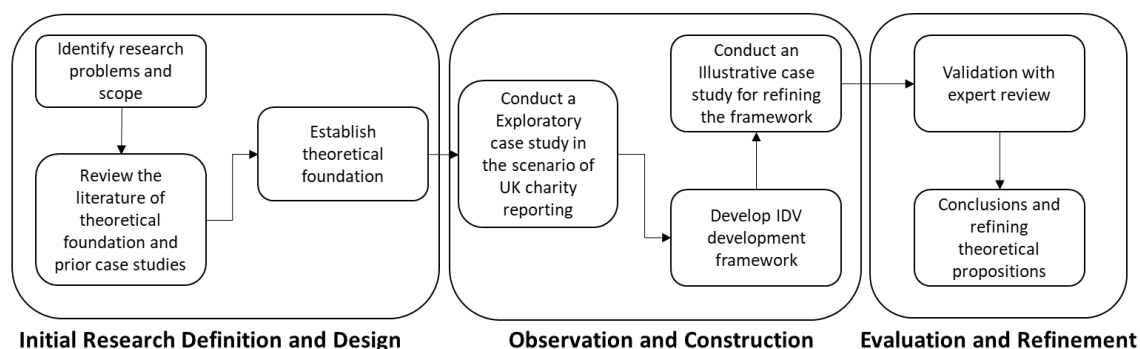 Identify research
problems and
scope
Review the
literature of
theoretical
foundation and
prior case studies
Establish
theoretical
foundation
Initial Research Definition and Design
Conduct a
Exploratory
case study in
the scenario of
UK charity
reporting
Develop IDV
development
framework
Conduct an
Illustrative case
study for refining
the framework
Observation and Construction
Validation with
expert review
Conclusions and
refining
theoretical
propositions
Evaluation and Refinement